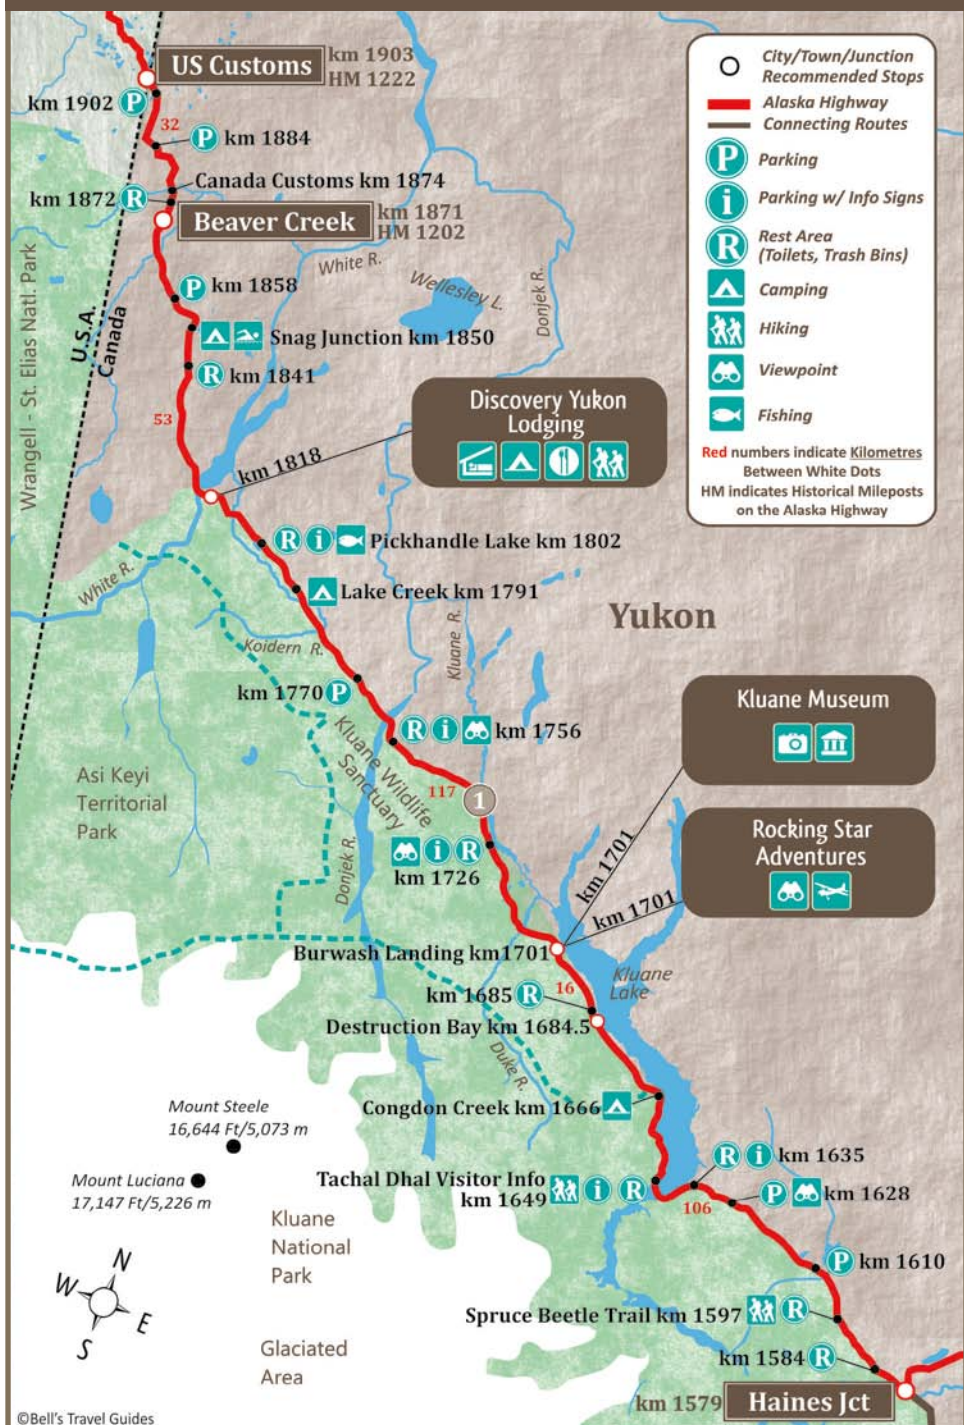 US Customs
km 1903
HM 1222
km 1902
P
32
P
km 1884
Canada Customs km 1874
km 1872
R
Beaver Creek
km 1871
HM 1202
City/Town/Junction
Recommended Stops
Alaska Highway
Connecting Routes
P
Parking
i
Parking w/ Info Signs
R
Rest Area
(Toilets, Trash Bins)
Camping
Hiking
Viewpoint
Fishing
Red numbers indicate Kilometres
Between White Dots
HM indicates Historical Mileposts
on the Alaska Highway
White R.
Wellesley L.
Donjek R.
P
km 1858
U.S.A.
Canada
Wrangell - St. Elias Natl. Park
Snag Junction km 1850
R
km 1841
53
Discovery Yukon
Lodging
km 1818
R
i
Pickhandle Lake km 1802
White R.
Lake Creek km 1791
Yukon
Koidern R.
Kluane R.
km 1770
P
R
i
km 1756
Kluane Museum
Kluane Wildlife
Sanctuary
Asi Keyi
Territorial
Park
117
1
Donjek R.
i
R
km 1726
Rocking Star
Adventures
km 1701
km 1701
Burwash Landing km1701
Kluane
Lake
16
km 1685
R
Destruction Bay km 1684.5
Duke R.
Congdon Creek km 1666
Mount Steele
16,644 Ft/5,073 m
Mount Luciana
17,147 Ft/5,226 m
Tachal Dhal Visitor Info
km 1649
i
R
R
i
km 1635
106
P
km 1628
Kluane
National
Park
P
km 1610
N
W
E
S
Spruce Beetle Trail km 1597
R
Glaciated
Area
km 1584
R
km 1579
Haines Jct
©Bell's Travel Guides